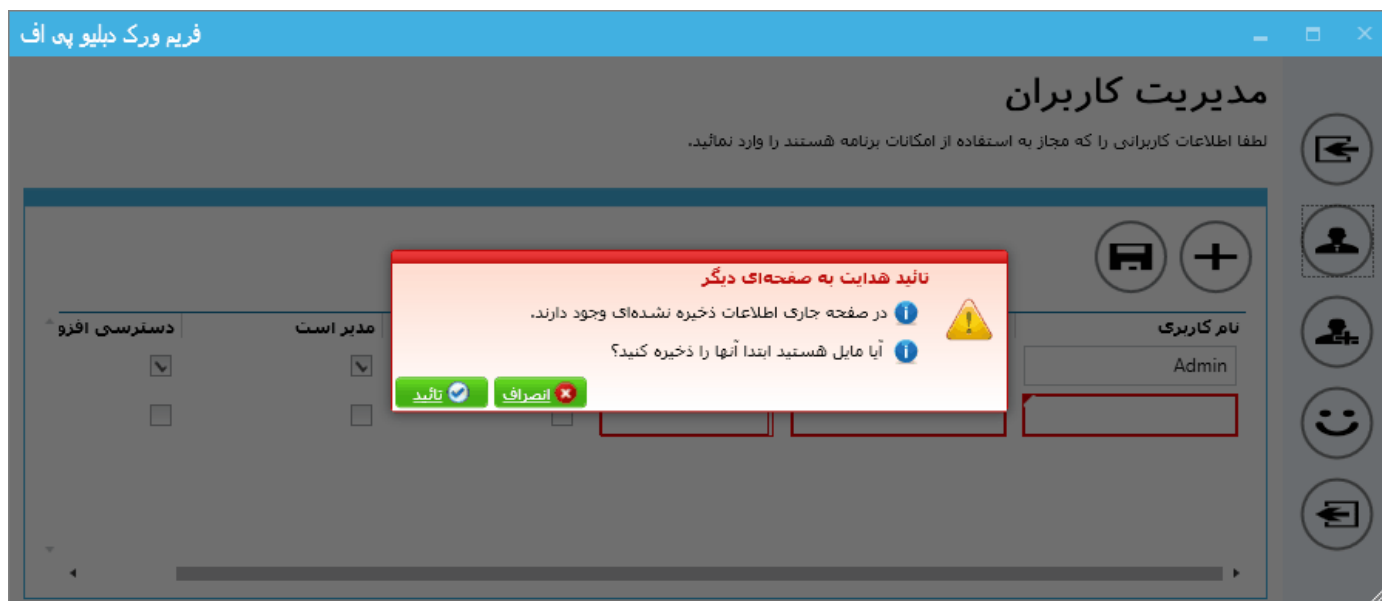 فریم ورک دبلیو پی اف
مدیریت کاربران
لطفا اطلاعات کاربرانی را که مجاز به استفاده از امکانات برنامه هستند را وارد نمائید.
تائید هدایت به صفحه‌ای دیگر
در صفحه جاری اطلاعات ذخیره نشده‌ای وجود دارند.
آیا مایل هستید ابتدا آنها را ذخیره کنید؟
انصراف تائید
نام کاربری مدیر است دسترسی افزو
Admin